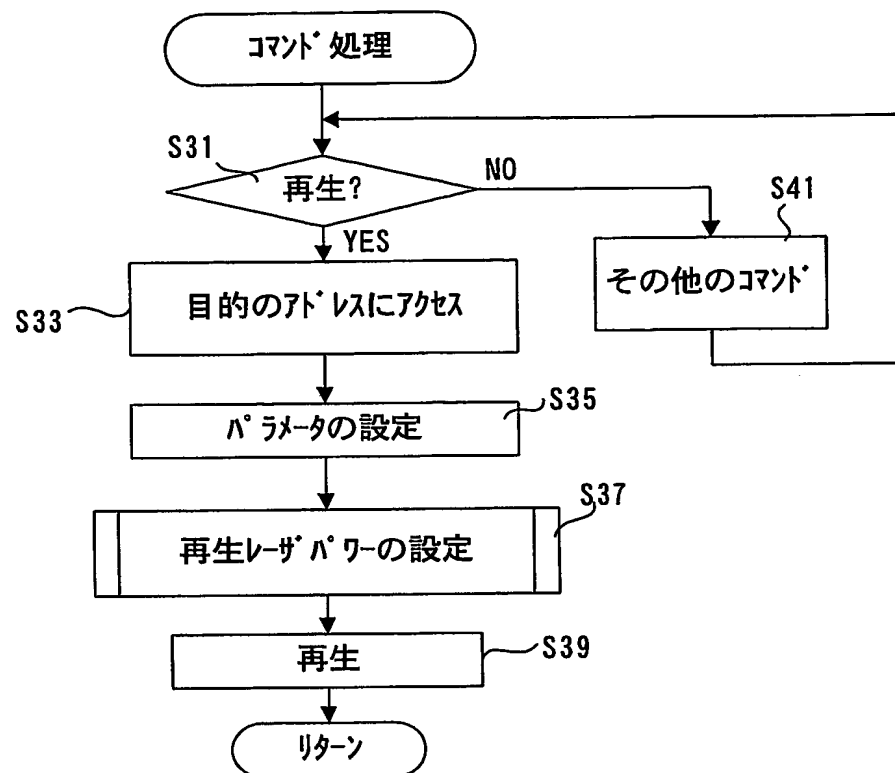 コマンド処理
S31
再生?
NO
YES
S41
その他のコマンド
S33
目的のアドレスにアクセス
S35
パラメータの設定
S37
再生レーザパワーの設定
再生
S39
リターン